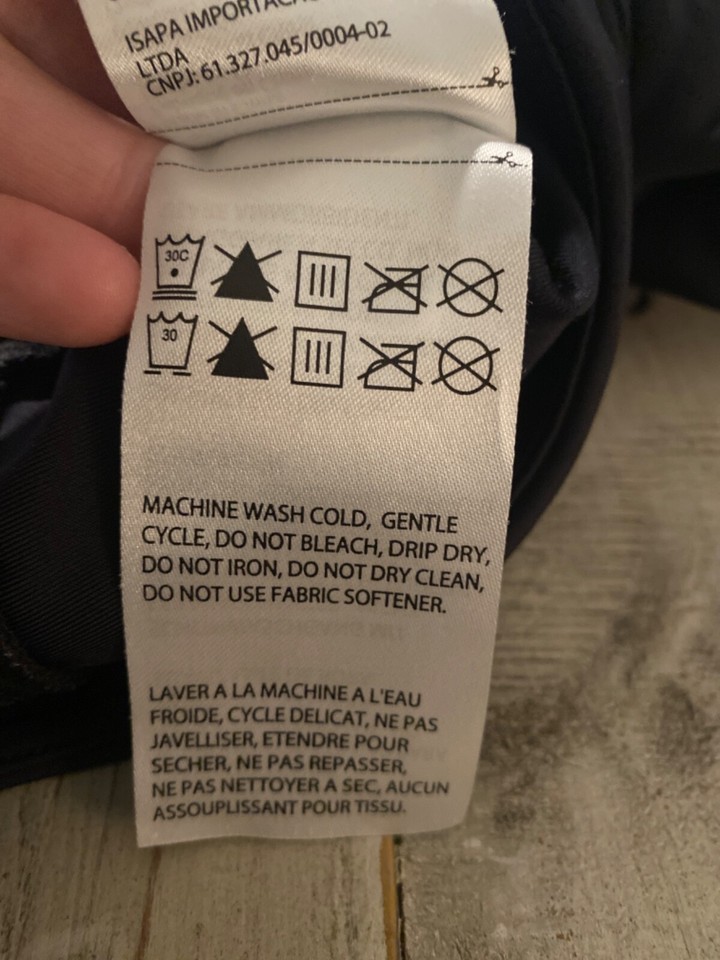 ISAPA
LTDA
CNPJ: 61.327.045/0004-02
30C
30
MACHINE WASH COLD, GENTLE
CYCLE, DO NOT BLEACH, DRIP DRY,
DO NOT IRON, DO NOT DRY CLEAN,
DO NOT USE FABRIC SOFTENER.
LAVER A LA MACHINE A L'EAU
FROIDE, CYCLE DELICAT, NE PAS
JAVELLISER, ETENDRE POUR
SECHER, NE PAS REPASSER,
NE PAS NETTOYER A SEC, AUCUN
ASSOUPLISSANT POUR TISSU.